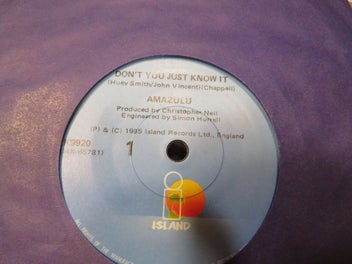 DON'T YOU JUST KNOW IT
(Huey Smith/John Vincent)(Chappell)
AMAZULU
Produced by Christopher Neil
Engineered by Simon Hurrell
(P) & (C) 1985 Island Records Ltd., England
K9920
1
i
ISLAND